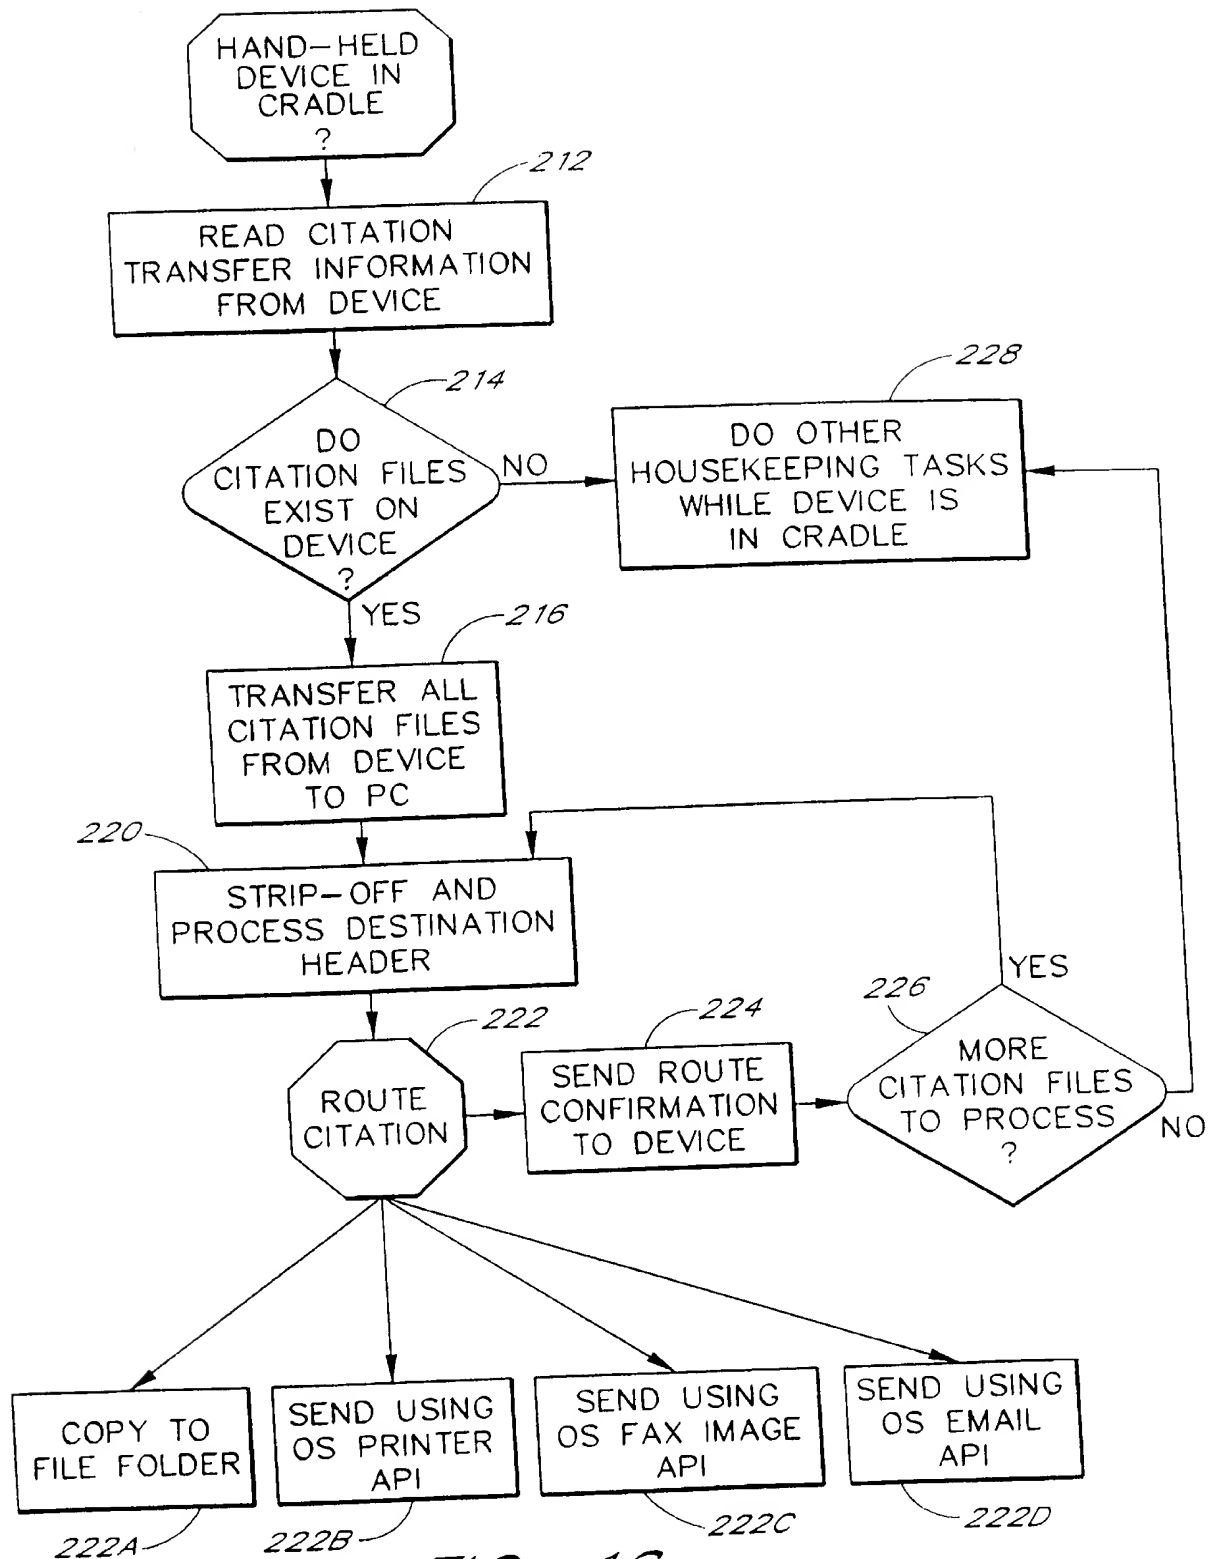 HAND-HELD
DEVICE IN
CRADLE
?
212
READ CITATION
TRANSFER INFORMATION
FROM DEVICE
214
DO
CITATION FILES
EXIST ON
DEVICE
?
NO
YES
228
DO OTHER
HOUSEKEEPING TASKS
WHILE DEVICE IS
IN CRADLE
216
TRANSFER ALL
CITATION FILES
FROM DEVICE
TO PC
220
STRIP-OFF AND
PROCESS DESTINATION
HEADER
222
ROUTE
CITATION
224
SEND ROUTE
CONFIRMATION
TO DEVICE
226
MORE
CITATION FILES
TO PROCESS
?
YES
NO
COPY TO
FILE FOLDER
222A
SEND USING
OS PRINTER
API
222B
SEND USING
OS FAX IMAGE
API
222C
SEND USING
OS EMAIL
API
222D